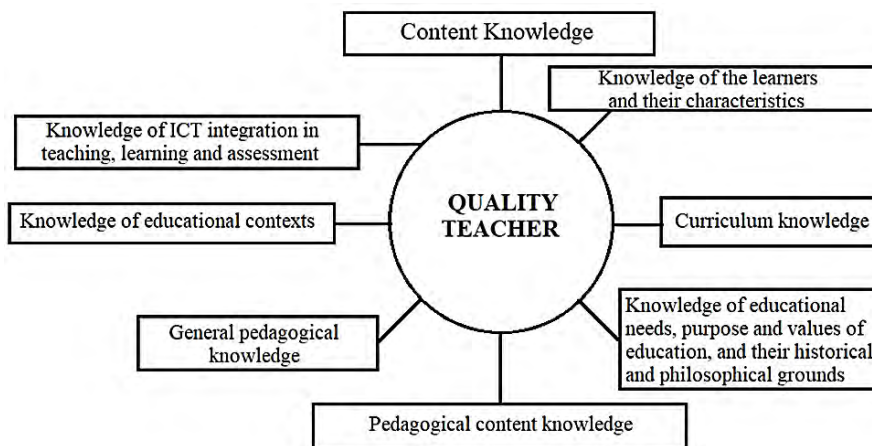 Content Knowledge
Knowledge of the learners
and their characteristics
Knowledge of ICT integration in
teaching, learning and assessment
QUALITY
TEACHER
Knowledge of educational contexts
Curriculum knowledge
General pedagogical
knowledge
Knowledge of educational
needs, purpose and values of
education, and their historical
and philosophical grounds
Pedagogical content knowledge